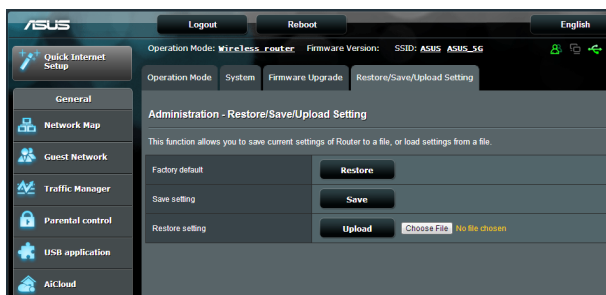 ASUS Logout Reboot English
Operation Mode: Wireless router Firmware Version: SSID: ASUS ASUS_5G
Quick Internet Setup
Operation Mode System Firmware Upgrade Restore/Save/Upload Setting
General
Network Map
Guest Network
Traffic Manager
Parental control
USB application
AiCloud
Administration - Restore/Save/Upload Setting
This function allows you to save current settings of Router to a file, or load settings from a file.
Factory default Restore
Save setting Save
Restore setting Upload Choose File No file chosen